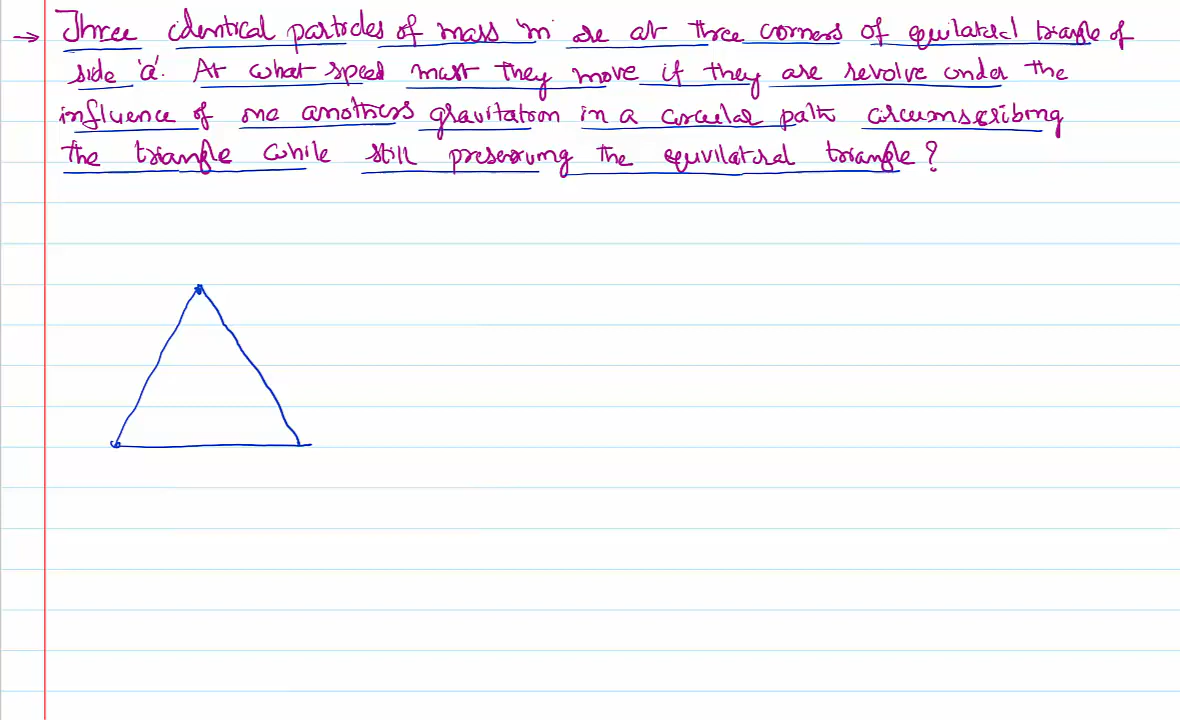 → Three identical particles of mass 'm' are at three corners of equilateral triangle of
side 'a'. At what speed must they move if they are revolve under the
influence of one anothers gravitation in a circular path circumscribing
the triangle while still preserving the equvilateral triangle ?